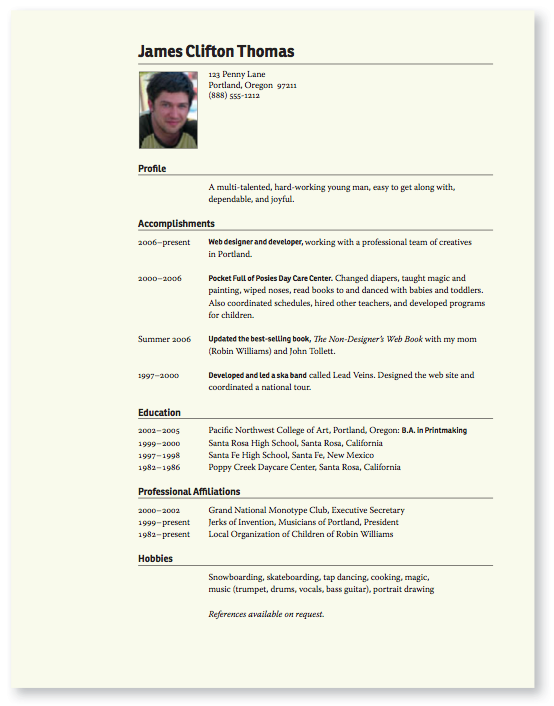 James Clifton Thomas
123 Penny Lane
Portland, Oregon 97211
(888) 555-1212
Profile
A multi-talented, hard-working young man, easy to get along with,
dependable, and joyful.
Accomplishments
2006–present Web designer and developer, working with a professional team of creatives
in Portland.
2000–2006 Pocket Full of Posies Day Care Center. Changed diapers, taught magic and
painting, wiped noses, read books to and danced with babies and toddlers.
Also coordinated schedules, hired other teachers, and developed programs
for children.
Summer 2006 Updated the best-selling book, The Non-Designer's Web Book with my mom
(Robin Williams) and John Tollett.
1997–2000 Developed and led a ska band called Lead Veins. Designed the web site and
coordinated a national tour.
Education
2002–2005 Pacific Northwest College of Art, Portland, Oregon: B.A. in Printmaking
1999–2000 Santa Rosa High School, Santa Rosa, California
1997–1998 Santa Fe High School, Santa Fe, New Mexico
1982–1986 Poppy Creek Daycare Center, Santa Rosa, California
Professional Affiliations
2000–2002 Grand National Monotype Club, Executive Secretary
1999–present Jerks of Invention, Musicians of Portland, President
1982–present Local Organization of Children of Robin Williams
Hobbies
Snowboarding, skateboarding, tap dancing, cooking, magic,
music (trumpet, drums, vocals, bass guitar), portrait drawing
References available on request.